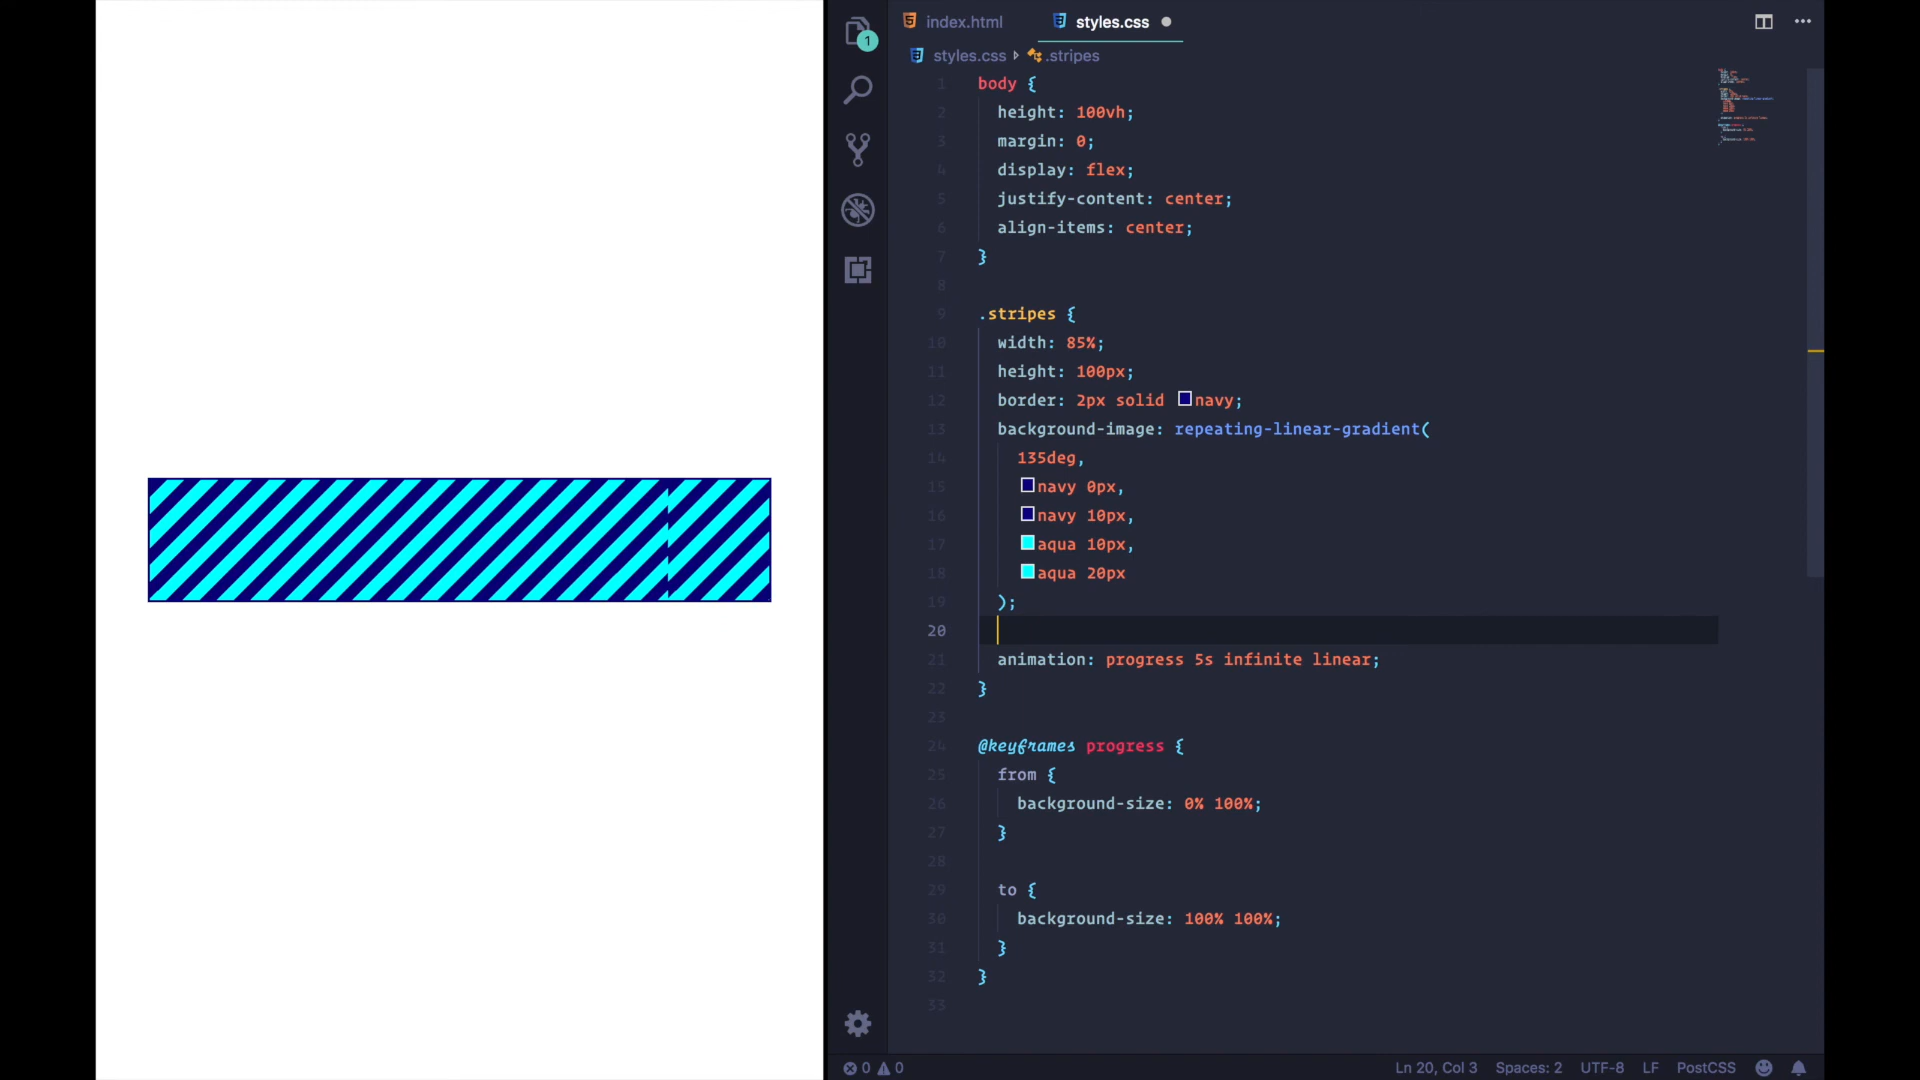 index.html
styles.css
styles.css .stripes
1
1 body {
2 height: 100vh;
3 margin: 0;
4 display: flex;
5 justify-content: center;
6 align-items: center;
7 }
8
9 .stripes {
10 width: 85%;
11 height: 100px;
12 border: 2px solid navy;
13 background-image: repeating-linear-gradient(
14 135deg,
15 navy 0px,
16 navy 10px,
17 aqua 10px,
18 aqua 20px
19 );
20
21 animation: progress 5s infinite linear;
22 }
23
24 @keyframes progress {
25 from {
26 background-size: 0% 100%;
27 }
28
29 to {
30 background-size: 100% 100%;
31 }
32 }
33
0 0
Ln 20, Col 3 Spaces: 2 UTF-8 LF PostCSS